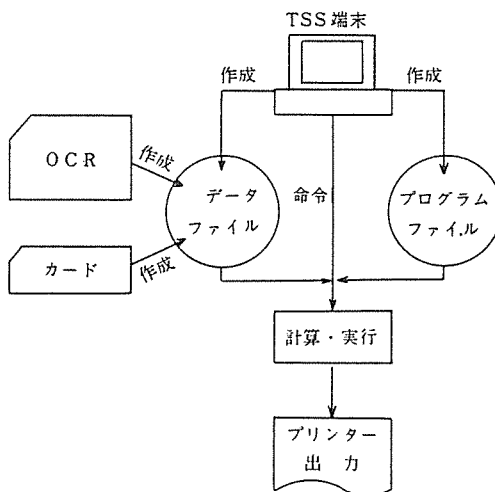 TSS端末
作成
作成
OCR
作成
データ
ファイル
命令
プログラム
ファイル
カード
作成
計算・実行
プリンター
出力